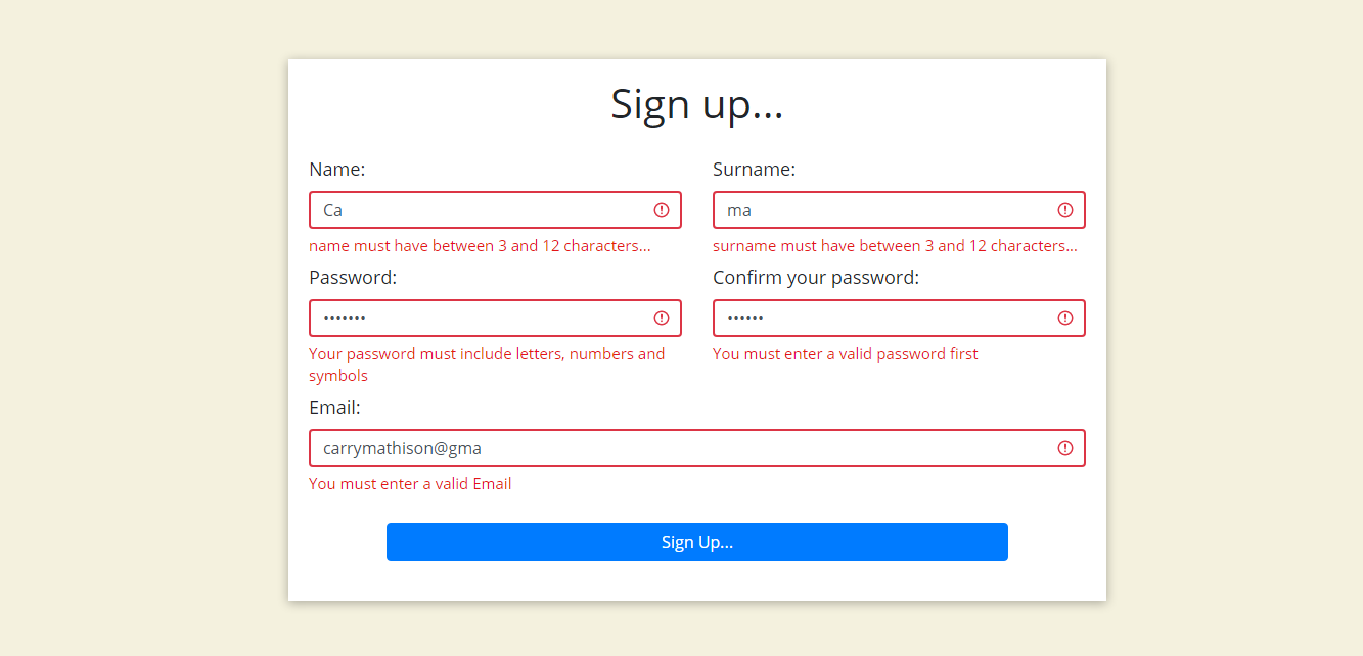 Sign up...
Name:
Surname:
Ca
ma
name must have between 3 and 12 characters...
surname must have between 3 and 12 characters...
Password:
Confirm your password:
•••••••
••••••
Your password must include letters, numbers and
symbols
You must enter a valid password first
Email:
carrymathison@gma
You must enter a valid Email
Sign Up...